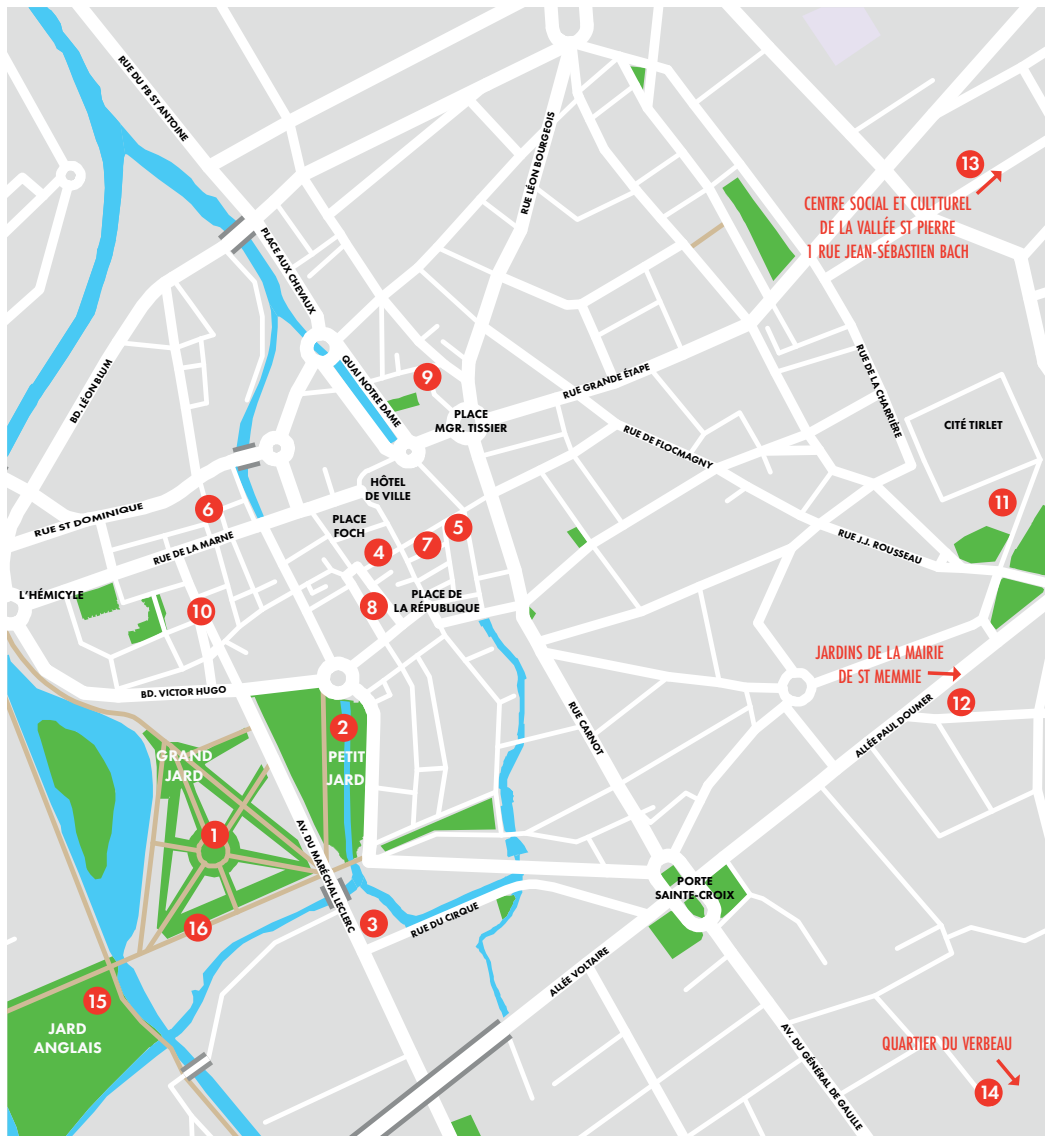 RUE DU FB ST ANTOINE
RUE LÉON BOURGEOIS
13
CENTRE SOCIAL ET CULTTUREL
DE LA VALLÉE ST PIERRE
1 RUE JEAN-SÉBASTIEN BACH
PLACE AUX CHEVAUX
BD. LÉON BLUM
QUAI NOTRE DAME
9
RUE GRANDE ÉTAPE
RUE DE LA CHARRIÈRE
PLACE
MGR. TISSIER
RUE DE FLOCMAGNY
CITÉ TIRLET
HÔTEL
DE VILLE
11
6
RUE ST DOMINIQUE
PLACE
FOCH
5
7
4
RUE DE LA MARNE
RUE J.J. ROUSSEAU
L'HÉMICYLE
10
8
PLACE DE
LA RÉPUBLIQUE
JARDINS DE LA MAIRIE
DE ST MEMMIE
BD. VICTOR HUGO
12
RUE CARNOT
ALLÉE PAUL DOUMER
2
PETIT
JARD
GRAND
JARD
1
AV. DU MARÉCHAL LECLERC
PORTE
SAINTE-CROIX
16
3
RUE DU CIRQUE
ALLÉE VOLTAIRE
15
JARD
ANGLAIS
AV. DU GÉNÉRAL DE GAULLE
QUARTIER DU VERBEAU
14